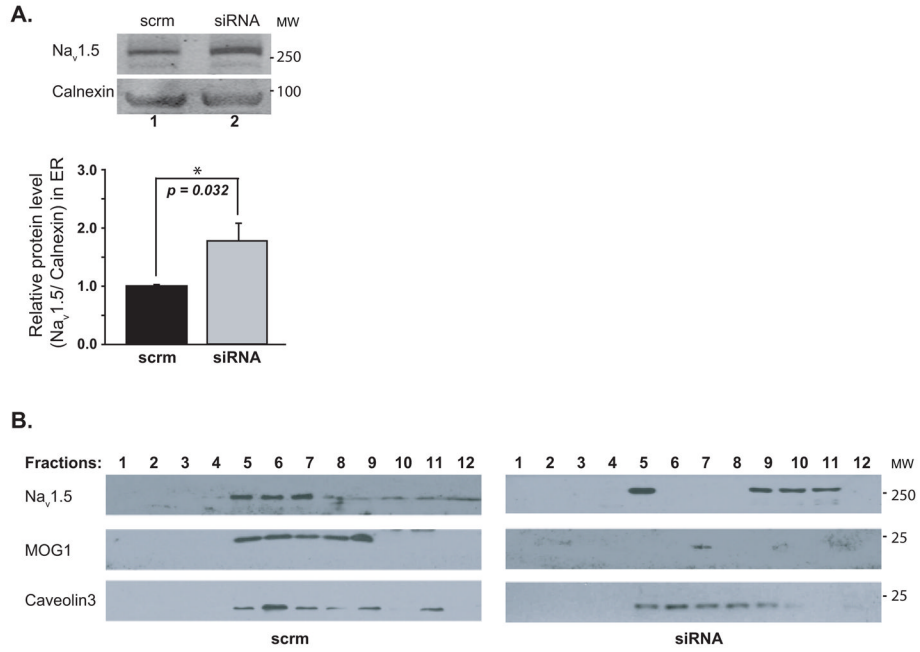 A.
scrm siRNA MW
Naᵥ1.5
- 250
Calnexin
- 100
1 2
Relative protein level
(Naᵥ1.5/ Calnexin) in ER
3.0
*
p = 0.032
2.0
1.0
0.0
scrm siRNA
B.
Fractions: 1 2 3 4 5 6 7 8 9 10 11 12 1 2 3 4 5 6 7 8 9 10 11 12 MW
Naᵥ1.5
- 250
MOG1
- 25
Caveolin3
- 25
scrm siRNA